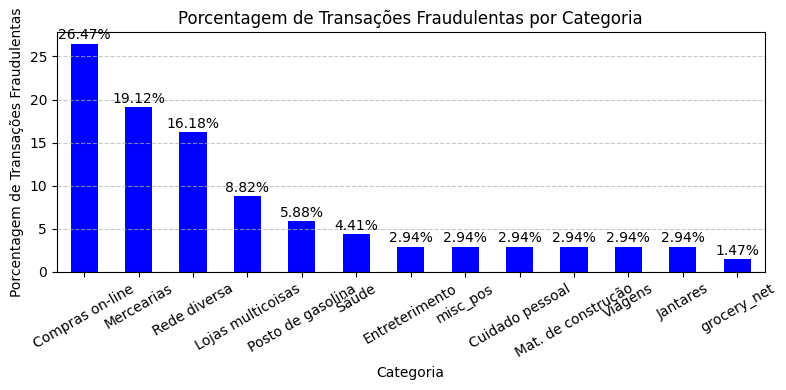 Porcentagem de Transações Fraudulentas por Categoria
Porcentagem de Transações Fraudulentas
25
20
15
10
5
0
26.47%
19.12%
16.18%
8.82%
5.88%
4.41%
2.94%
2.94%
2.94%
2.94%
2.94%
2.94%
1.47%
Compras on-line
Mercearias
Rede diversa
Lojas multicoisas
Posto de gasolina
Saúde
Entreterimento
misc_pos
Cuidado pessoal
Mat. de construção
Viagens
Jantares
grocery_net
Categoria